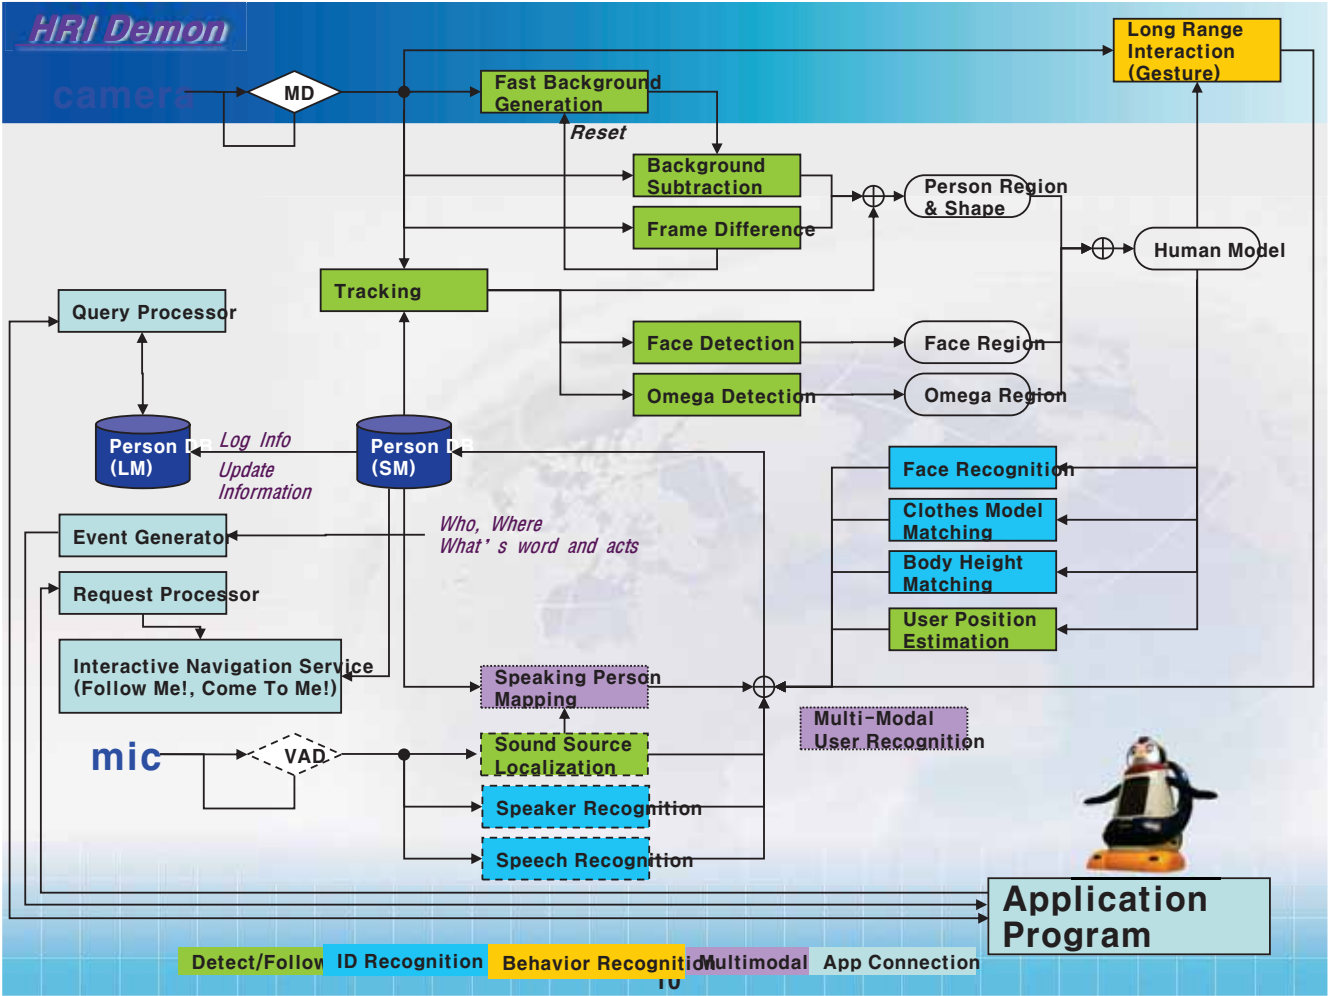 HRI Demon
camera
MD
Fast Background
Generation
Long Range
Interaction
(Gesture)
Reset
Background
Subtraction
Person Region
& Shape
Frame Difference
Human Model
Tracking
Query Processor
Face Detection
Face Region
Omega Detection
Omega Region
Person DB
(LM)
Log Info
Update
Information
Person DB
(SM)
Face Recognition
Clothes Model
Matching
Body Height
Matching
User Position
Estimation
Event Generator
Who, Where
What's word and acts
Request Processor
Interactive Navigation Service
(Follow Me!, Come To Me!)
Speaking Person
Mapping
Multi-Modal
User Recognition
mic
VAD
Sound Source
Localization
Speaker Recognition
Speech Recognition
Application
Program
Detect/Follow
ID Recognition
Behavior Recognition
Multimodal
App Connection
10